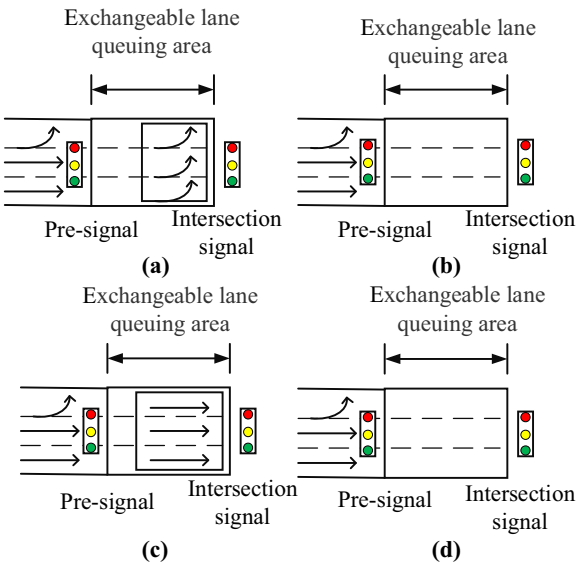 Exchangeable lane
queuing area
Pre-signal
Intersection
signal
(a)
Exchangeable lane
queuing area
Pre-signal
Intersection
signal
(b)
Exchangeable lane
queuing area
Pre-signal
Intersection
signal
(c)
Exchangeable lane
queuing area
Pre-signal
Intersection
signal
(d)